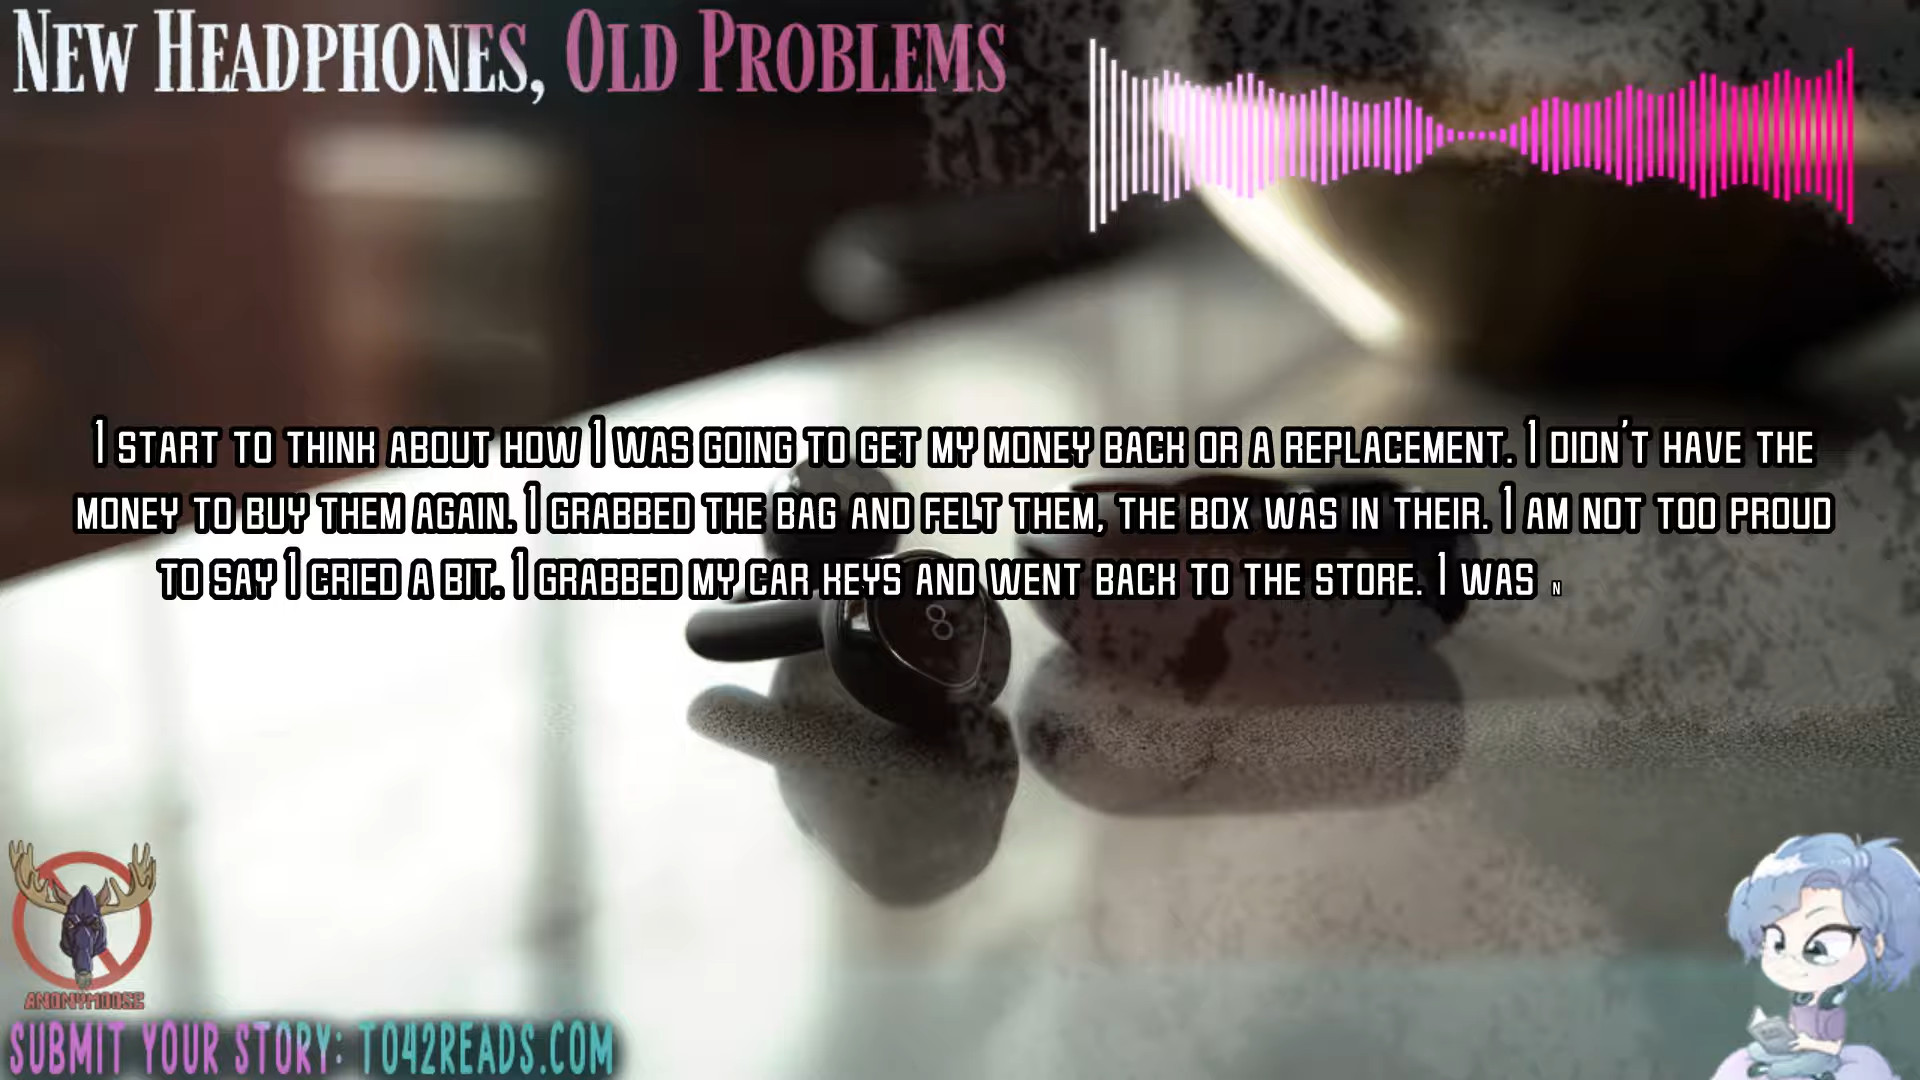 New Headphones, Old Problems
I start to think about how I was going to get my money back or a replacement. I didn't have the
money to buy them again. I grabbed the bag and felt them, the box was in their. I am not too proud
to say I cried a bit. I grabbed my car keys and went back to the store. I was N
8
ANONYMOOSE
SUBMIT YOUR STORY: TO42READS.COM